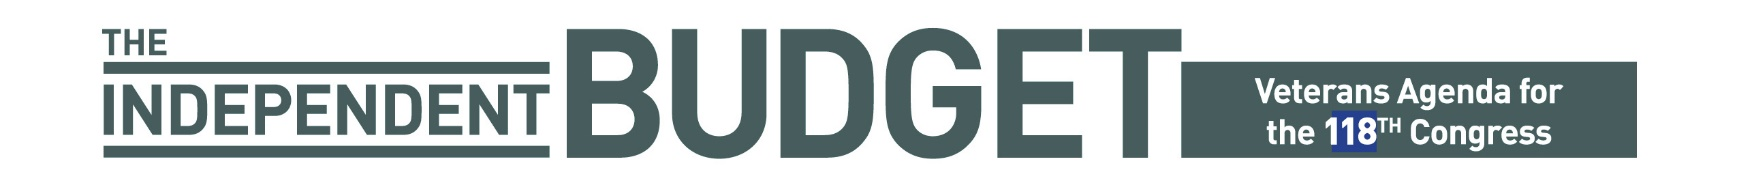 THE
INDEPENDENT
BUDGET
Veterans Agenda for
the 118TH Congress